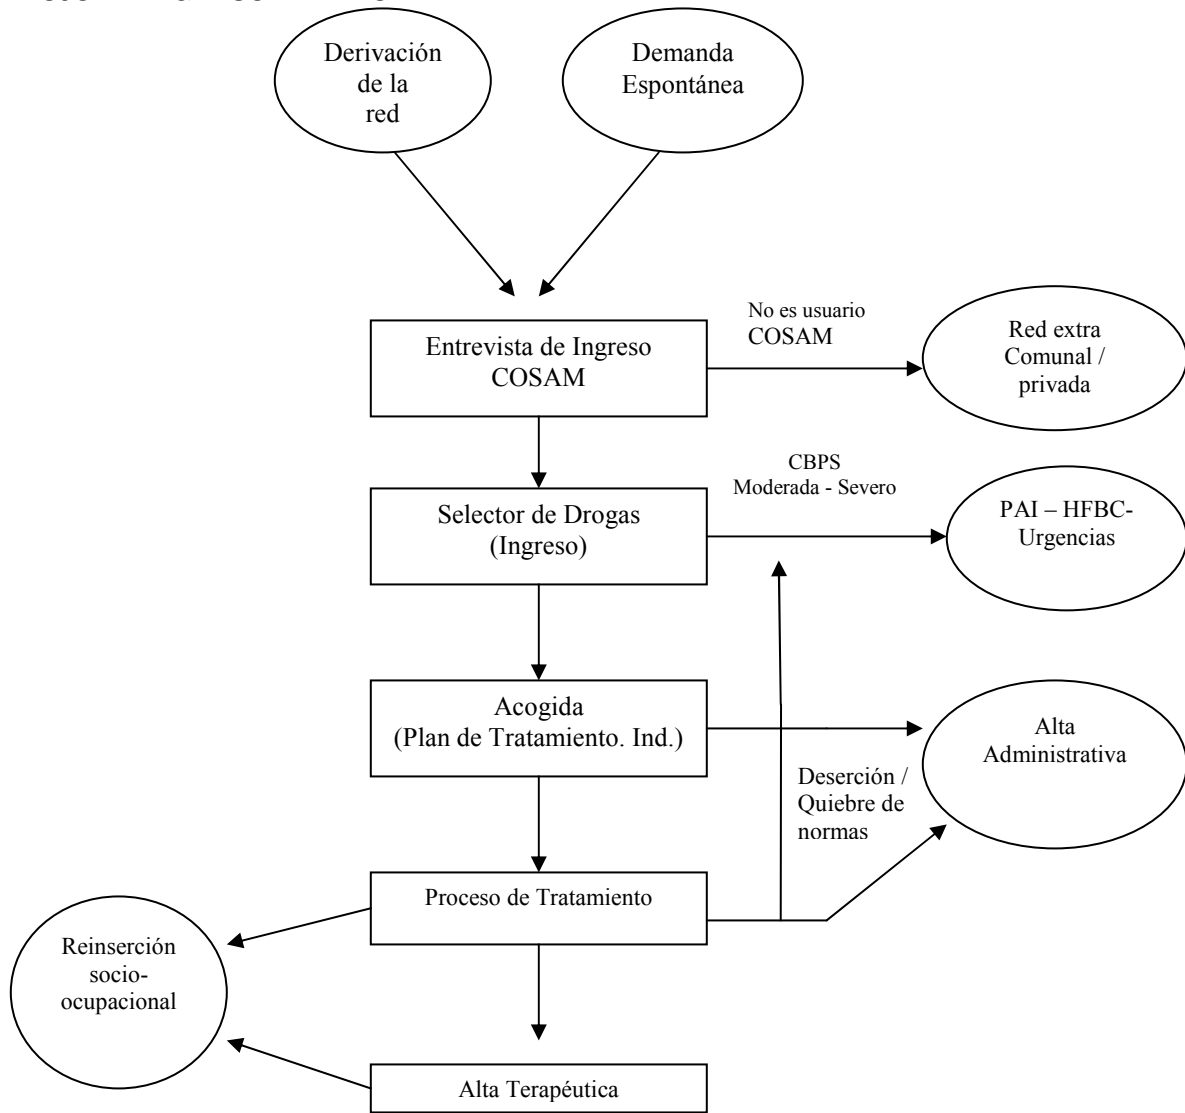 Derivación
de la
red
Demanda
Espontánea
Entrevista de Ingreso
COSAM
No es usuario
COSAM
Red extra
Comunal /
privada
Selector de Drogas
(Ingreso)
CBPS
Moderada - Severo
PAI – HFBC-
Urgencias
Acogida
(Plan de Tratamiento. Ind.)
Alta
Administrativa
Deserción /
Quiebre de
normas
Proceso de Tratamiento
Reinserción
socio-
ocupacional
Alta Terapéutica